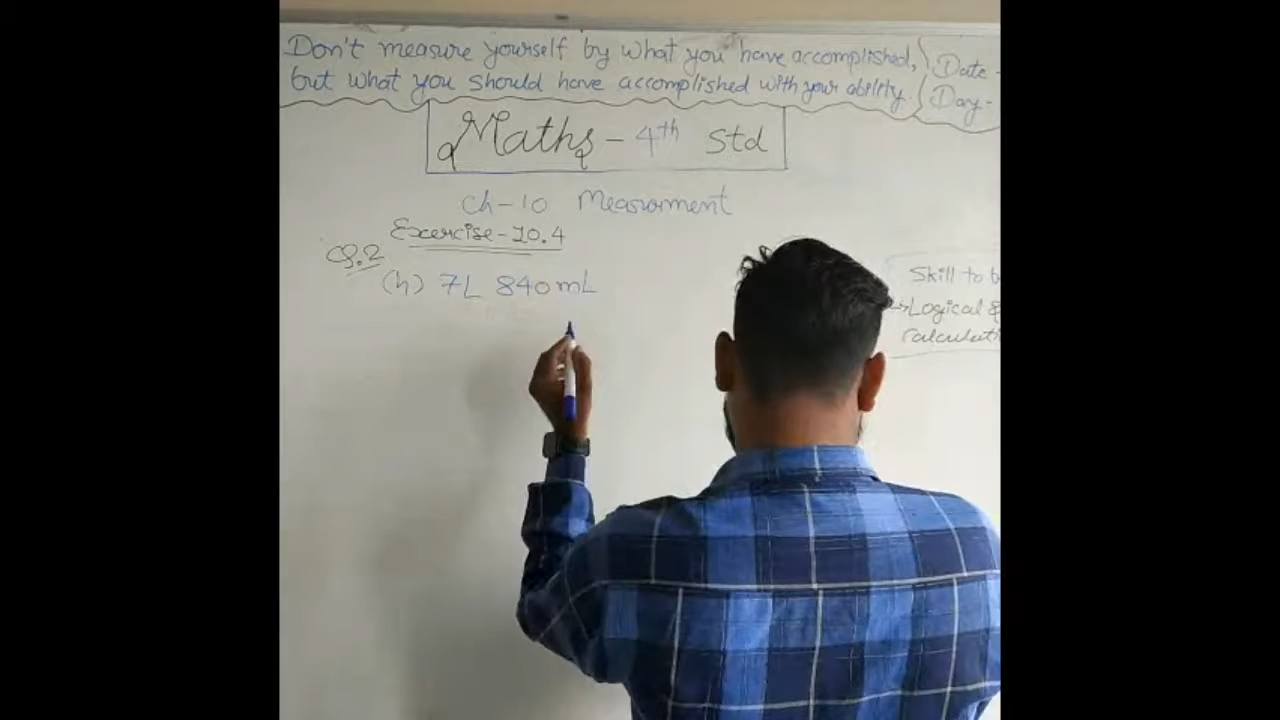 Don't measure yourself by what you have accomplished,
but what you should have accomplished with your ability.
Date -
Day -
Maths - 4th Std
Ch-10 Measurment
Exercise-10.4
Q.2
(h) 7L 840mL
Skill to b
→Logical &
calculati